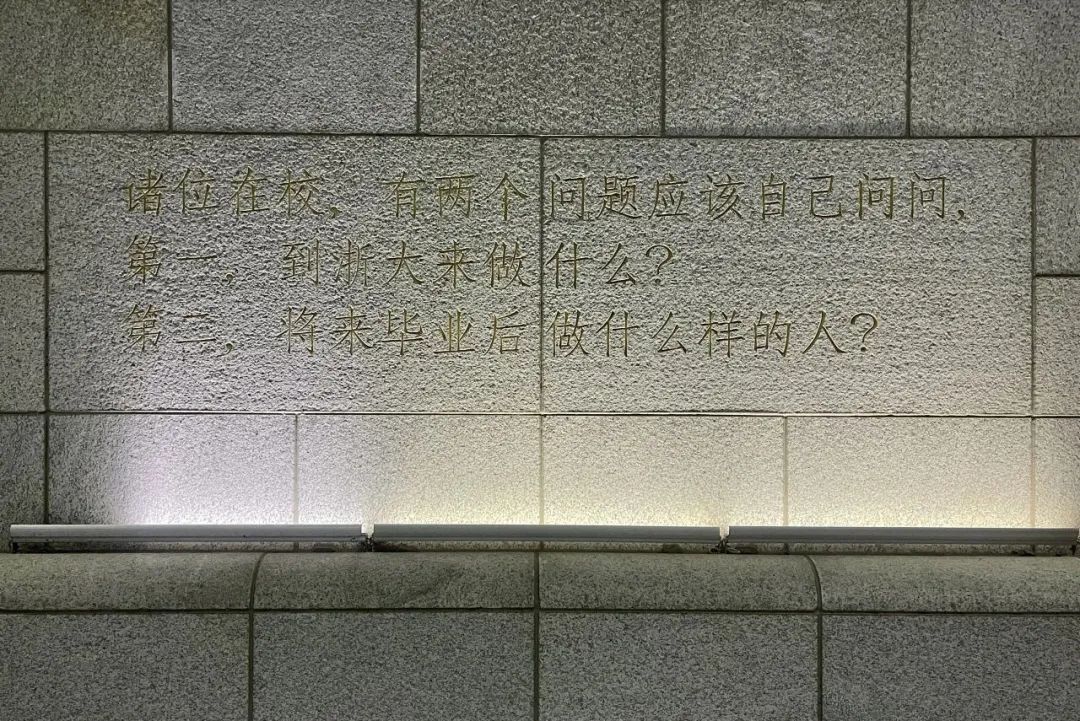 诸位在校，有两个问题应该自己问问，
第一，到浙大来做什么？
第二，将来毕业后做什么样的人？